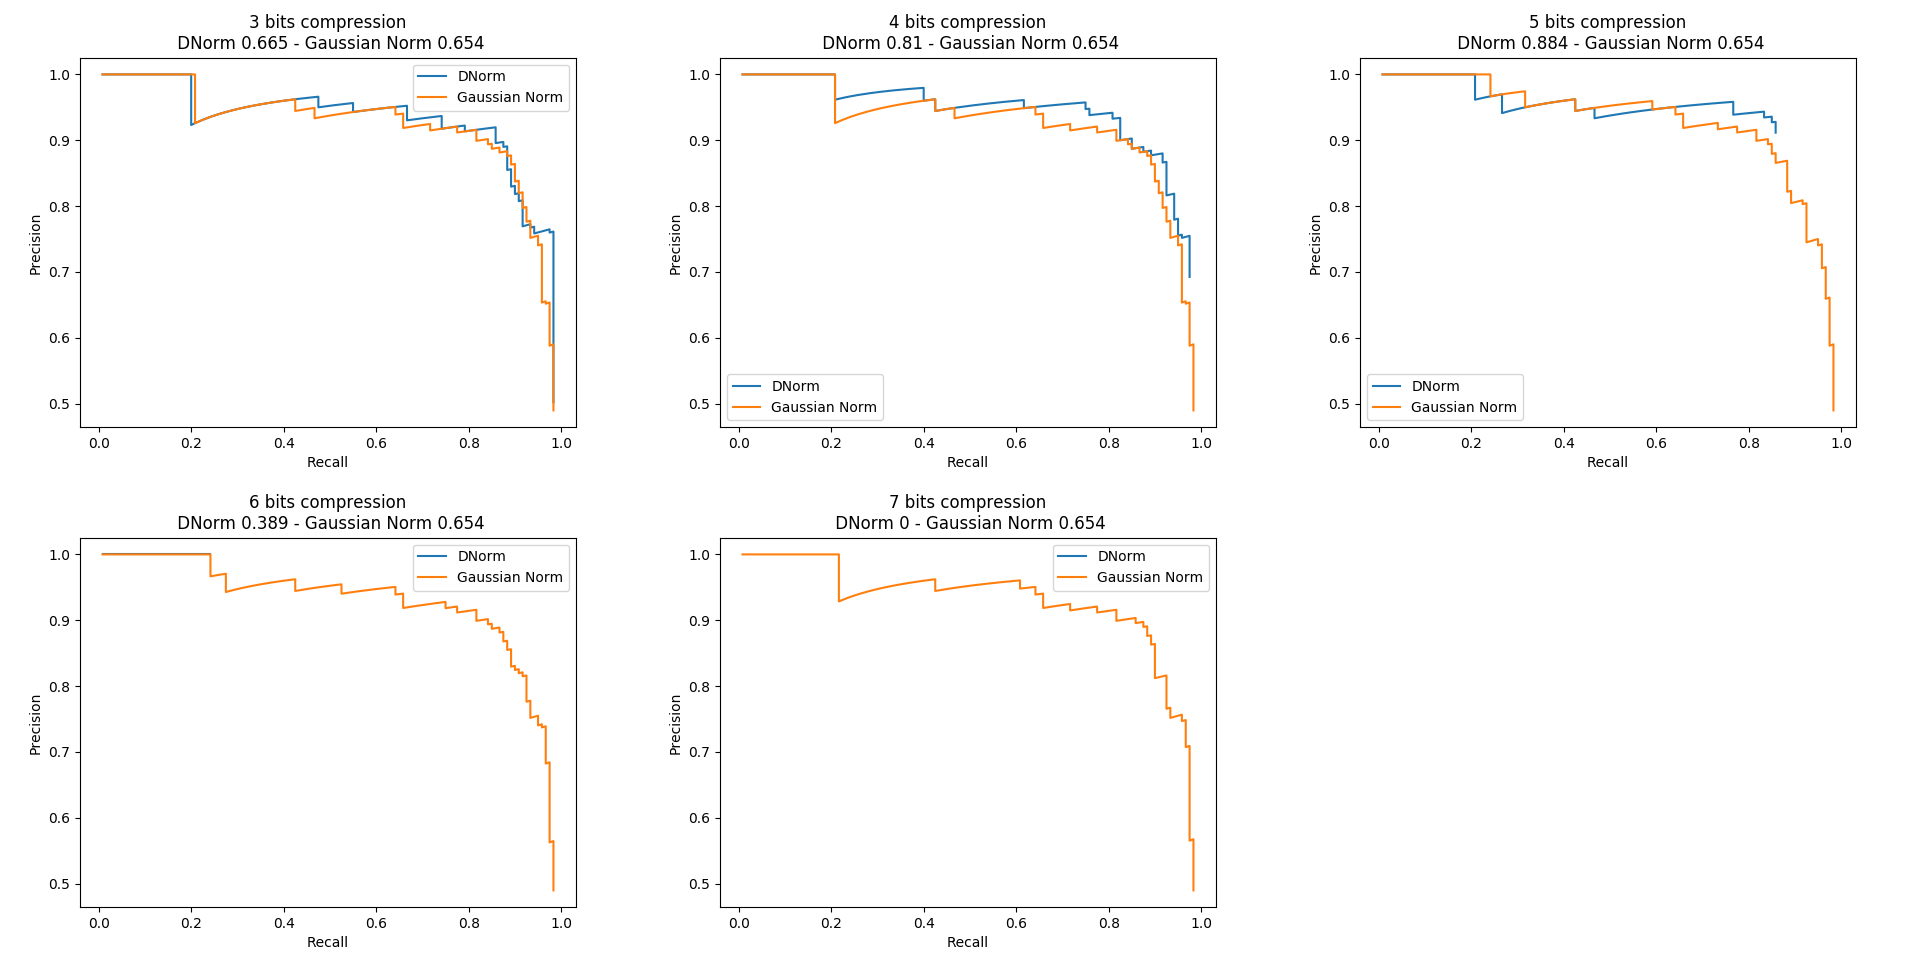 3 bits compression
DNorm 0.665 - Gaussian Norm 0.654
1.0
0.9
0.8
0.7
0.6
0.5
Precision
0.0
0.2
0.4
0.6
0.8
1.0
Recall
DNorm
Gaussian Norm
4 bits compression
DNorm 0.81 - Gaussian Norm 0.654
1.0
0.9
0.8
0.7
0.6
0.5
Precision
0.0
0.2
0.4
0.6
0.8
1.0
Recall
DNorm
Gaussian Norm
5 bits compression
DNorm 0.884 - Gaussian Norm 0.654
1.0
0.9
0.8
0.7
0.6
0.5
Precision
0.0
0.2
0.4
0.6
0.8
1.0
Recall
DNorm
Gaussian Norm
6 bits compression
DNorm 0.389 - Gaussian Norm 0.654
1.0
0.9
0.8
0.7
0.6
0.5
Precision
0.0
0.2
0.4
0.6
0.8
1.0
Recall
DNorm
Gaussian Norm
7 bits compression
DNorm 0 - Gaussian Norm 0.654
1.0
0.9
0.8
0.7
0.6
0.5
Precision
0.0
0.2
0.4
0.6
0.8
1.0
Recall
DNorm
Gaussian Norm